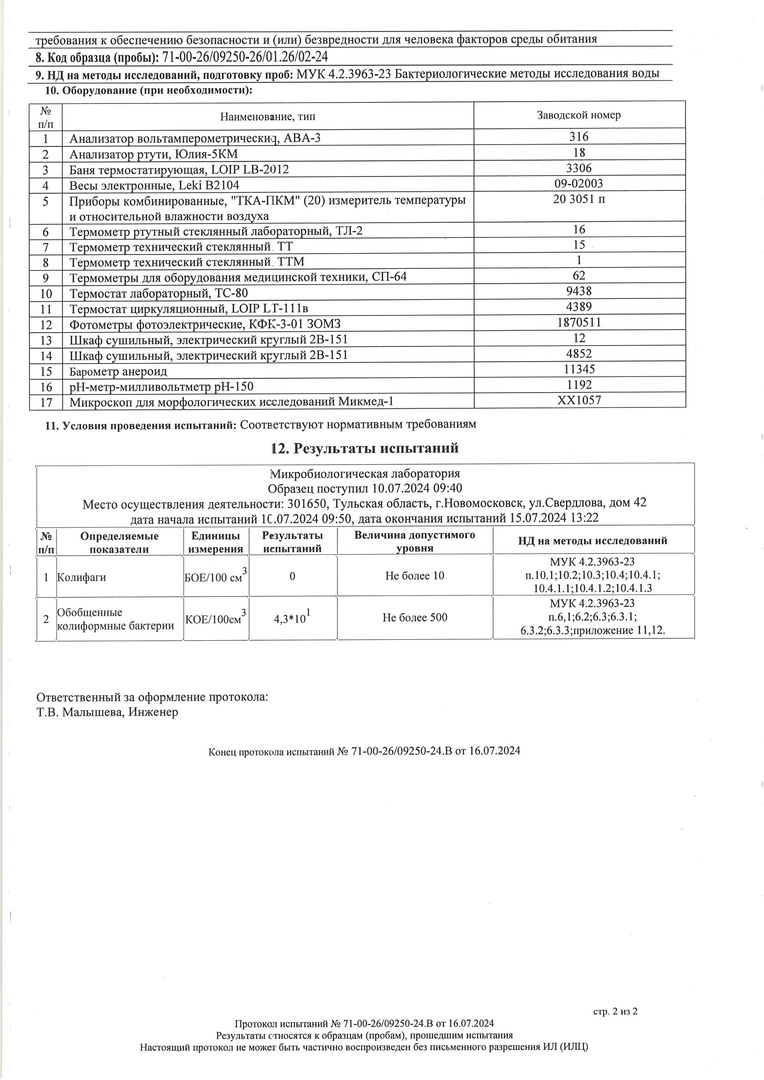 требования к обеспечению безопасности и (или) безвредности для человека факторов среды обитания
8. Код образца (пробы): 71-00-26/09250-26/01.26/02-24
9. НД на методы исследований, подготовку проб: МУК 4.2.3963-23 Бактериологические методы исследования воды
10. Оборудование (при необходимости):
№ п/п Наименование, тип Заводской номер
1 Анализатор вольтамперометрический, АВА-3 316
2 Анализатор ртути, Юлия-5КМ 18
3 Баня термостатирующая, LOIP LB-2012 3306
4 Весы электронные, Leki B2104 09-02003
5 Приборы комбинированные, "ТКА-ПКМ" (20) измеритель температуры 20 3051 п
и относительной влажности воздуха
6 Термометр ртутный стеклянный лабораторный, ТЛ-2 16
7 Термометр технический стеклянный. ТТ 15
8 Термометр технический стеклянный. ТТМ 1
9 Термометры для оборудования медицинской техники, СП-64 62
10 Термостат лабораторный, ТС-80 9438
11 Термостат циркуляционный, LOIP LT-111в 4389
12 Фотометры фотоэлектрические, КФК-3-01 ЗОМЗ 1870511
13 Шкаф сушильный, электрический круглый 2В-151 12
14 Шкаф сушильный, электрический круглый 2В-151 4852
15 Барометр анероид 11345
16 рН-метр-милливольтметр рН-150 1192
17 Микроскоп для морфологических исследований Микмед-1 XX1057
11. Условия проведения испытаний: Соответствуют нормативным требованиям
12. Результаты испытаний
Микробиологическая лаборатория
Образец поступил 10.07.2024 09:40
Место осуществления деятельности: 301650, Тульская область, г.Новомосковск, ул.Свердлова, дом 42
дата начала испытаний 10.07.2024 09:50, дата окончания испытаний 15.07.2024 13:22
№ п/п Определяемые показатели Единицы измерения Результаты испытаний Величина допустимого уровня НД на методы исследований
1 Колифаги БОЕ/100 см³ 0 Не более 10 МУК 4.2.3963-23
п.10.1;10.2;10.3;10.4;10.4.1;
10.4.1.1;10.4.1.2;10.4.1.3
2 Обобщенные колиформные бактерии КОЕ/100см³ 4,3*10¹ Не более 500 МУК 4.2.3963-23
п.6,1;6.2;6.3;6.3.1;
6.3.2;6.3.3;приложение 11,12.
Ответственный за оформление протокола:
Т.В. Малышева, Инженер
Конец протокола испытаний № 71-00-26/09250-24.В от 16.07.2024
стр. 2 из 2
Протокол испытаний № 71-00-26/09250-24.В от 16.07.2024
Результаты относятся к образцам (пробам), прошедшим испытания
Настоящий протокол не может быть частично воспроизведен без письменного разрешения ИЛ (ИЛЦ)